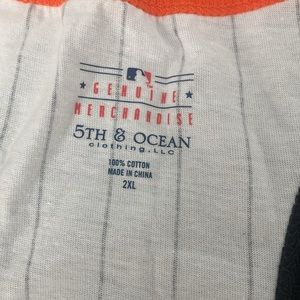 GENUINE
MERCHANDISE
5TH & OCEAN
clothing, LLC
100% COTTON
MADE IN CHINA
2XL